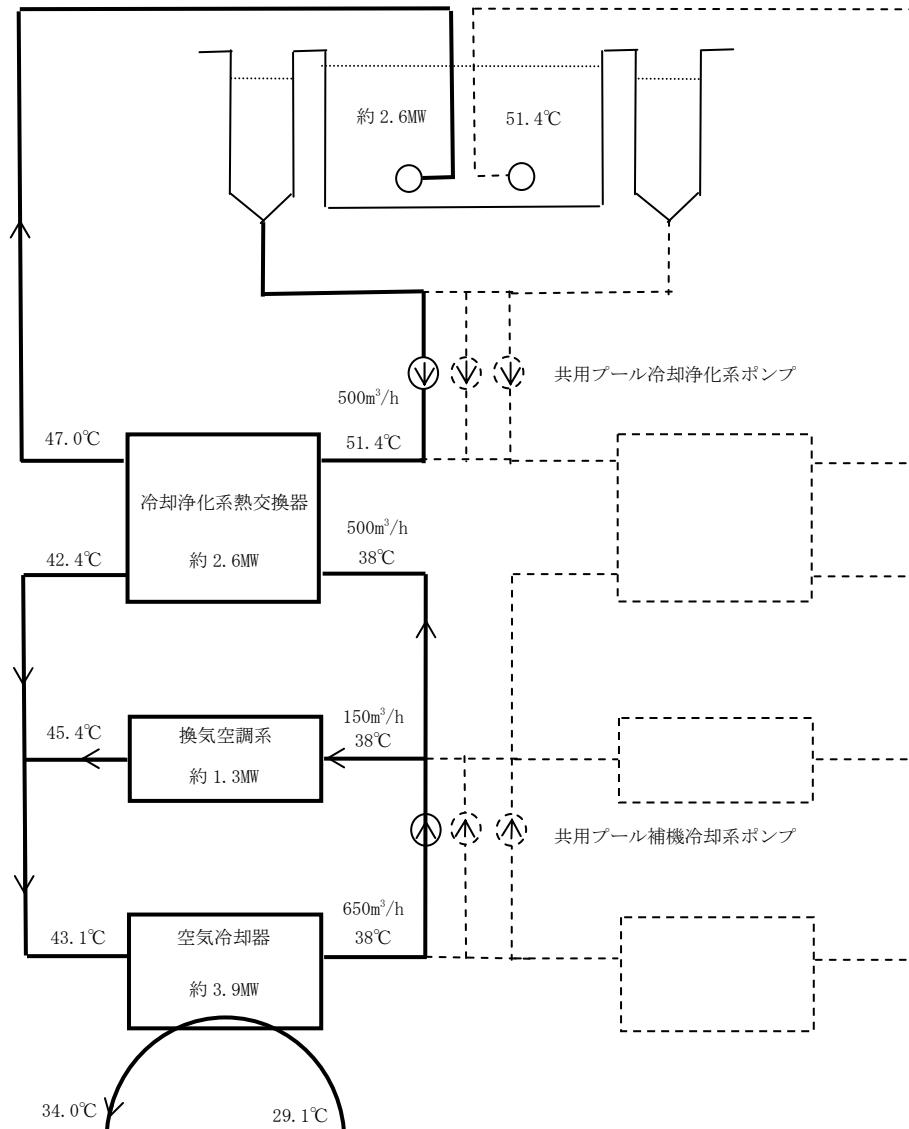 約 2.6MW
51.4℃
共用プール冷却浄化系ポンプ
500m³/h
47.0℃
51.4℃
冷却浄化系熱交換器
500m³/h
42.4℃
約 2.6MW
38℃
150m³/h
45.4℃
換気空調系
38℃
約 1.3MW
共用プール補機冷却系ポンプ
650m³/h
43.1℃
空気冷却器
38℃
約 3.9MW
34.0℃
29.1℃